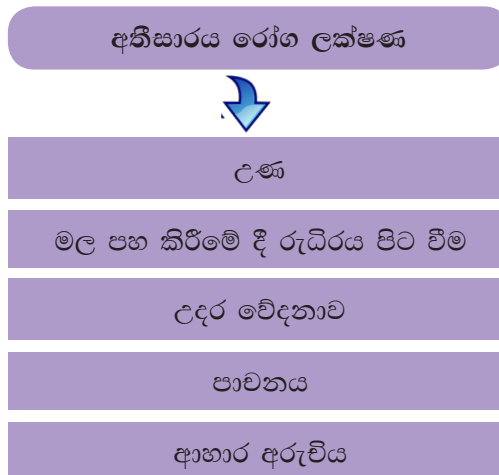 අතීසාරය රෝග ලක්ෂණ
උණ
මල පහ කිරීමේ දී රුධිරය පිට වීම
උදර වේදනාව
පාචනය
ආහාර අරුචිය